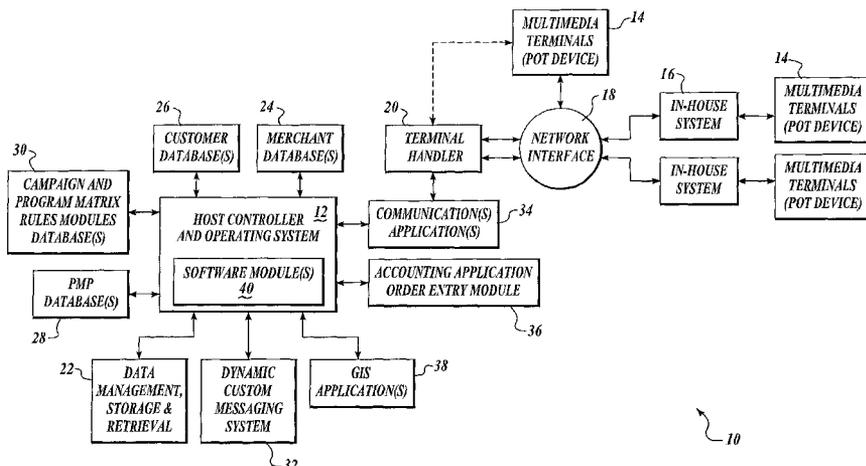 14
MULTIMEDIA
TERMINALS
(POT DEVICE)
18
NETWORK
INTERFACE
16
IN-HOUSE
SYSTEM
14
MULTIMEDIA
TERMINALS
(POT DEVICE)
IN-HOUSE
SYSTEM
MULTIMEDIA
TERMINALS
(POT DEVICE)
20
TERMINAL
HANDLER
26
CUSTOMER
DATABASE(S)
24
MERCHANT
DATABASE(S)
30
CAMPAIGN AND
PROGRAM MATRIX
RULES MODULES
DATABASE(S)
HOST CONTROLLER 12
AND OPERATING SYSTEM
SOFTWARE MODULE(S)
40
COMMUNICATION(S)
APPLICATION(S)
34
PMP
DATABASE(S)
28
ACCOUNTING APPLICATION
ORDER ENTRY MODULE
36
22
DATA
MANAGEMENT,
STORAGE &
RETRIEVAL
DYNAMIC
CUSTOM
MESSAGING
SYSTEM
32
GIS
APPLICATION(S)
38
10